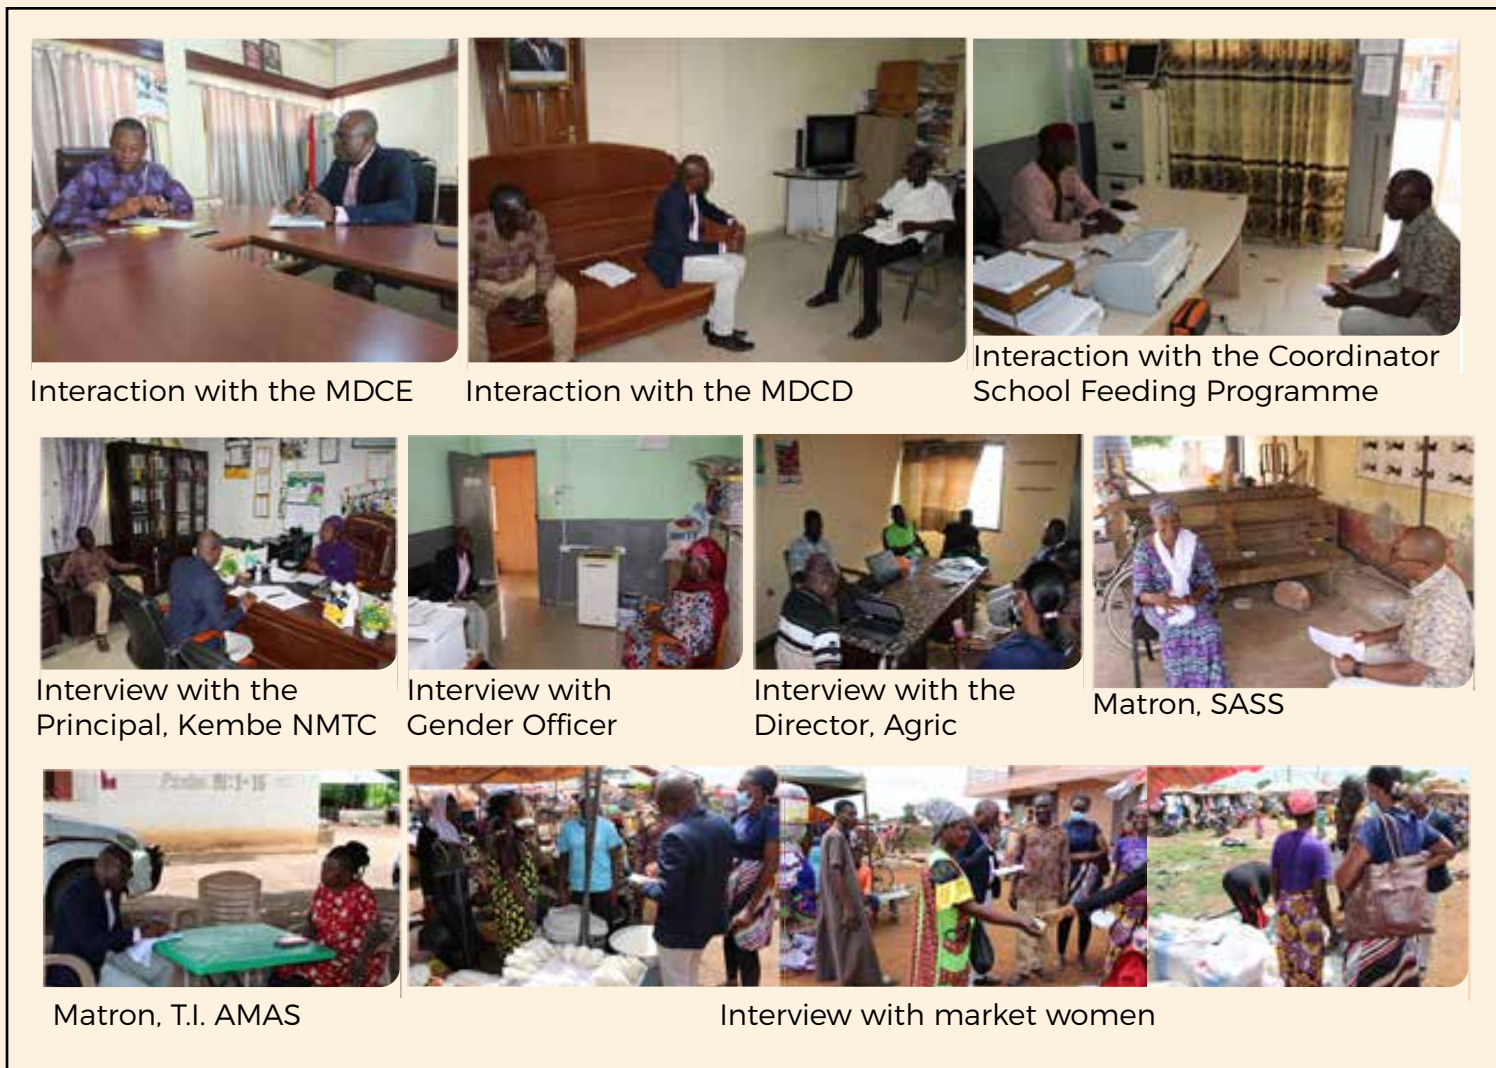 Interaction with the MDCE
Interaction with the MDCD
Interaction with the Coordinator
School Feeding Programme
Interview with the
Principal, Kembe NMTC
Interview with
Gender Officer
Interview with the
Director, Agric
Matron, SASS
Matron, T.I. AMAS
Interview with market women